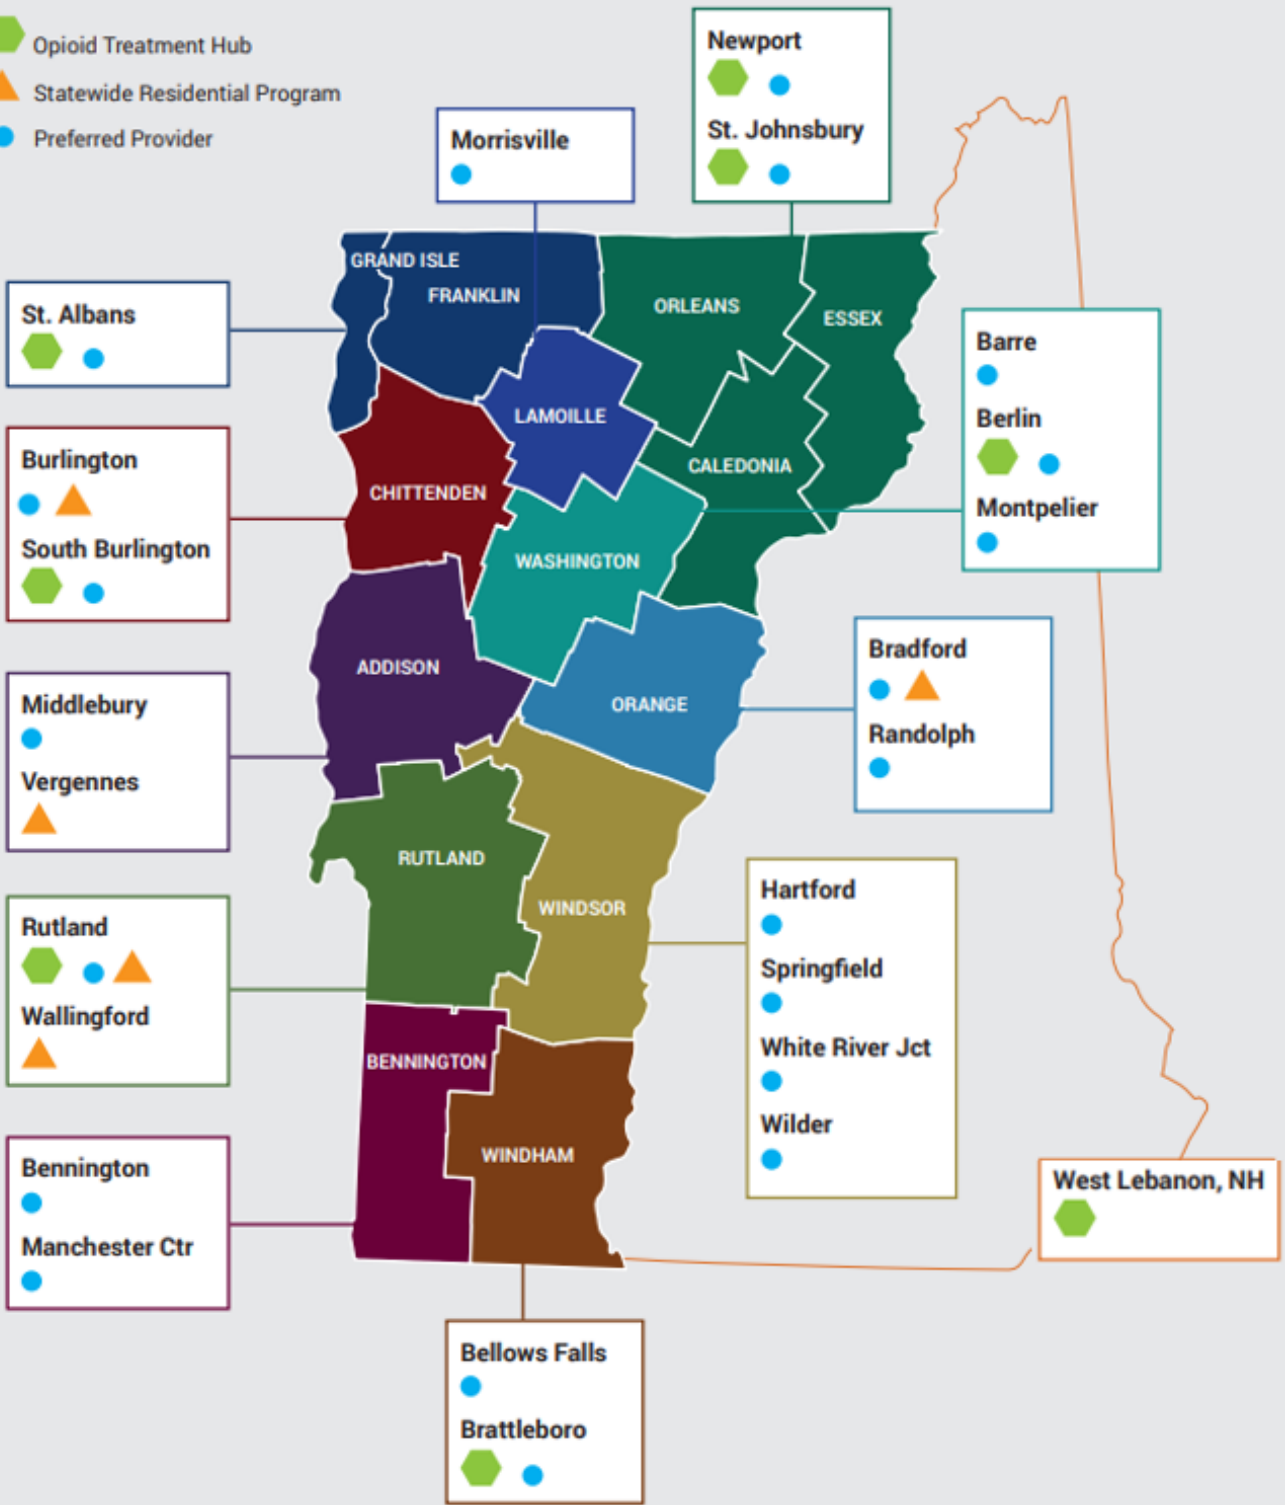 Opioid Treatment Hub
Statewide Residential Program
Preferred Provider
Newport
St. Johnsbury
Morrisville
GRAND ISLE
FRANKLIN
ORLEANS
ESSEX
LAMOILLE
CALEDONIA
CHITTENDEN
WASHINGTON
ADDISON
ORANGE
RUTLAND
WINDSOR
BENNINGTON
WINDHAM
St. Albans
Burlington
South Burlington
Middlebury
Vergennes
Rutland
Wallingford
Bennington
Manchester Ctr
Barre
Berlin
Montpelier
Bradford
Randolph
Hartford
Springfield
White River Jct
Wilder
West Lebanon, NH
Bellows Falls
Brattleboro